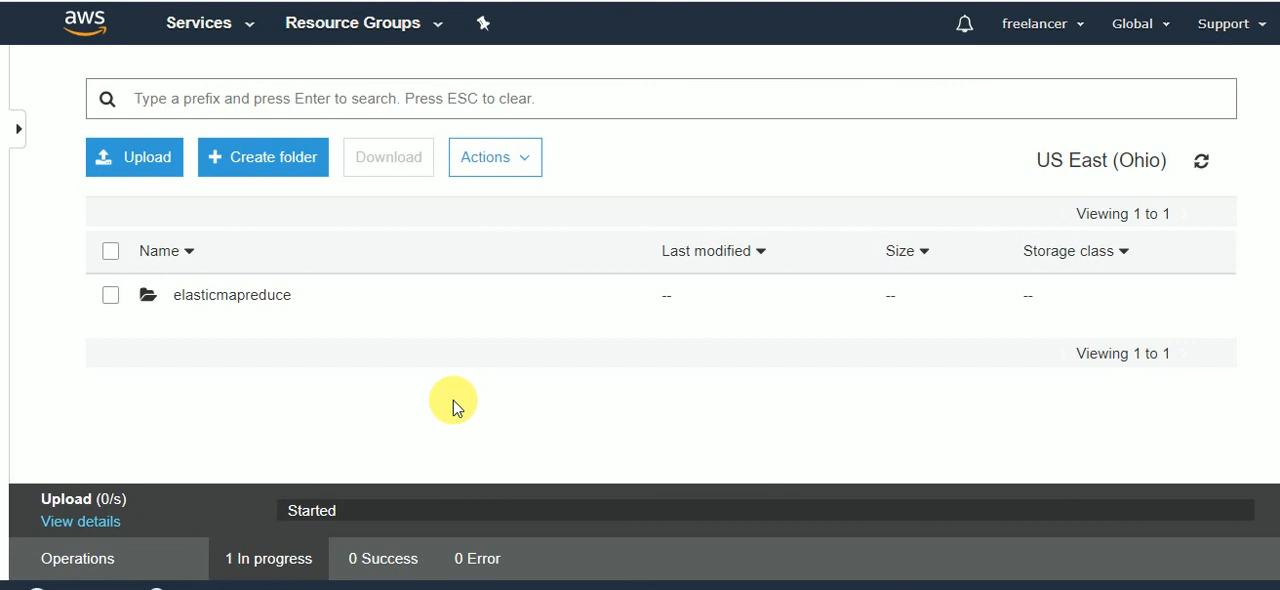 aws Services Resource Groups freelancer Global Support
Type a prefix and press Enter to search. Press ESC to clear.
Upload Create folder Download Actions US East (Ohio)
Viewing 1 to 1
Name Last modified Size Storage class
elasticmapreduce -- -- --
Viewing 1 to 1
Upload (0/s) Started
View details
Operations 1 In progress 0 Success 0 Error